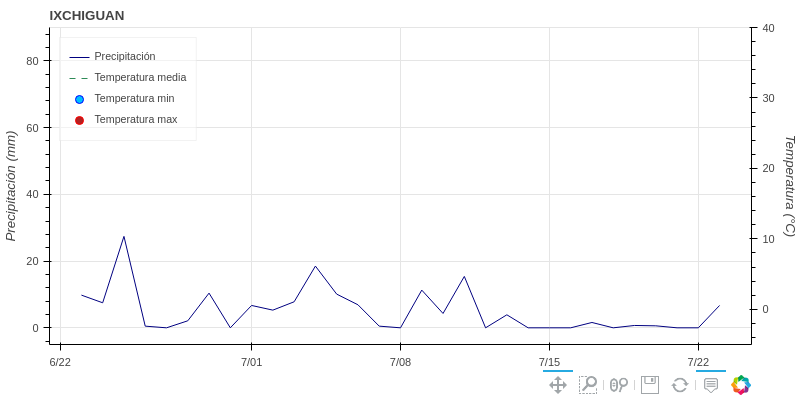 IXCHIGUAN
Precipitación
Temperatura media
Temperatura min
Temperatura max
Precipitación (mm)
80
60
40
20
0
Temperatura (°C)
40
30
20
10
0
6/22
7/01
7/08
7/15
7/22